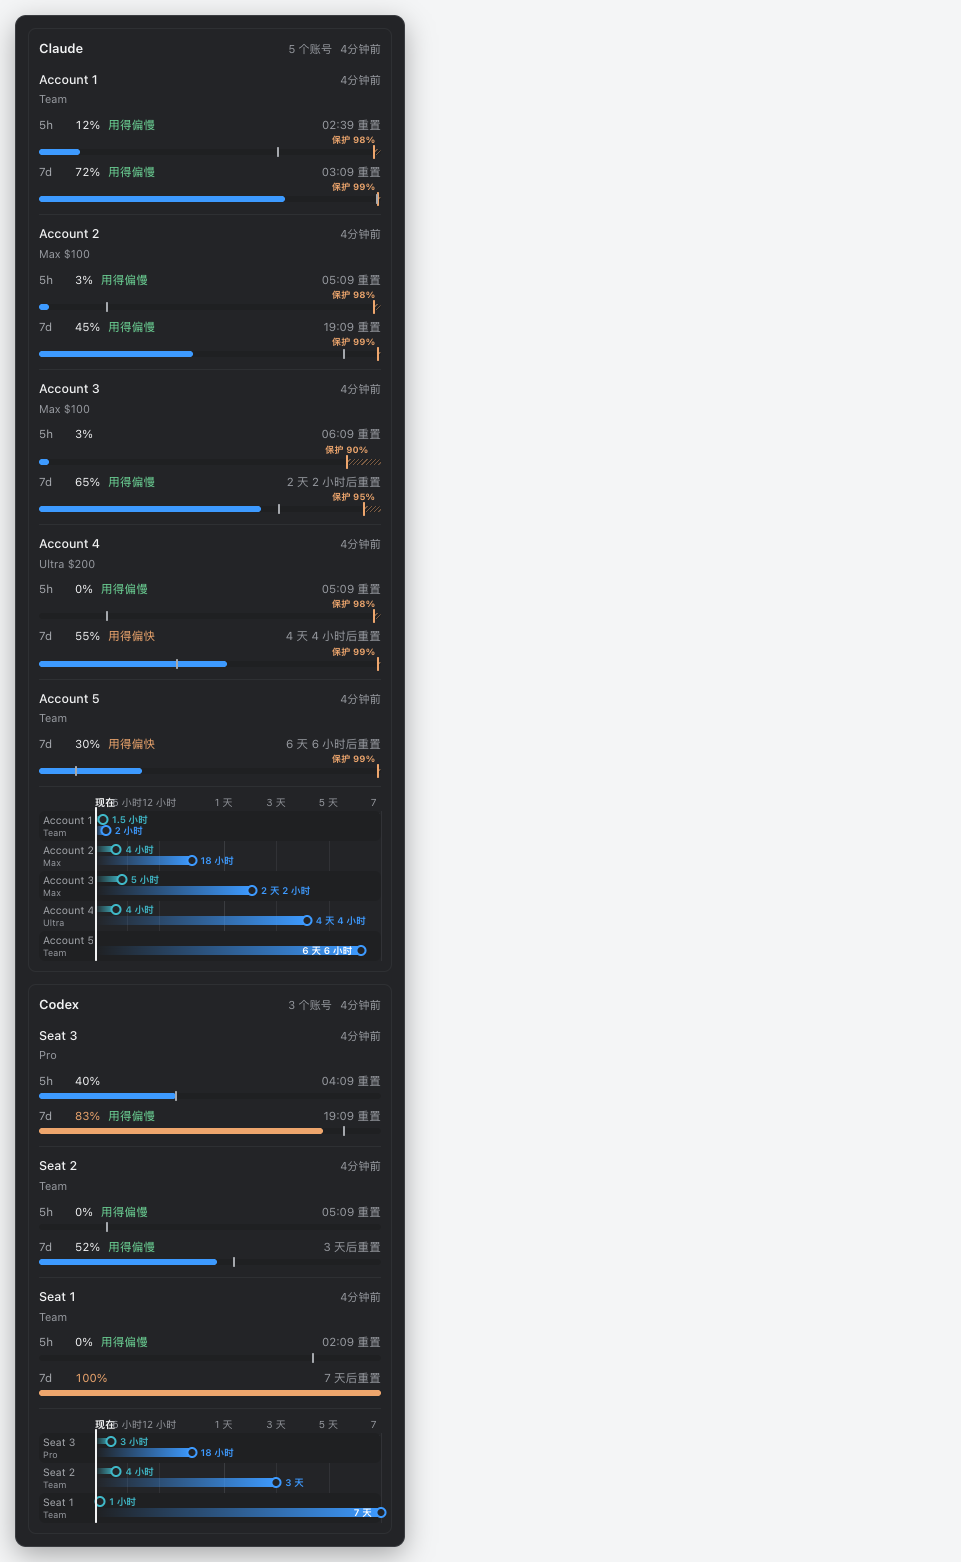 Claude 5 个账号 4分钟前
Account 1 4分钟前
Team
5h 12% 用得偏慢 02:39 重置
保护 98%
7d 72% 用得偏慢 03:09 重置
保护 99%
Account 2 4分钟前
Max $100
5h 3% 用得偏慢 05:09 重置
保护 98%
7d 45% 用得偏慢 19:09 重置
保护 99%
Account 3 4分钟前
Max $100
5h 3% 06:09 重置
保护 90%
7d 65% 用得偏慢 2 天 2 小时后重置
保护 95%
Account 4 4分钟前
Ultra $200
5h 0% 用得偏慢 05:09 重置
保护 98%
7d 55% 用得偏快 4 天 4 小时后重置
保护 99%
Account 5 4分钟前
Team
7d 30% 用得偏快 6 天 6 小时后重置
保护 99%
现在 小时 12 小时 1 天 3 天 5 天 7
Account 1 1.5 小时
Team 2 小时
Account 2 4 小时
Max 18 小时
Account 3 5 小时
Max 2 天 2 小时
Account 4 4 小时
Ultra 4 天 4 小时
Account 5
Team 6 天 6 小时
Codex 3 个账号 4分钟前
Seat 3 4分钟前
Pro
5h 40% 04:09 重置
7d 83% 用得偏慢 19:09 重置
Seat 2 4分钟前
Team
5h 0% 用得偏慢 05:09 重置
7d 52% 用得偏慢 3 天后重置
Seat 1 4分钟前
Team
5h 0% 用得偏慢 02:09 重置
7d 100% 7 天后重置
现在 小时 12 小时 1 天 3 天 5 天 7
Seat 3 3 小时
Pro 18 小时
Seat 2 4 小时
Team 3 天
Seat 1 1 小时
Team 7 天